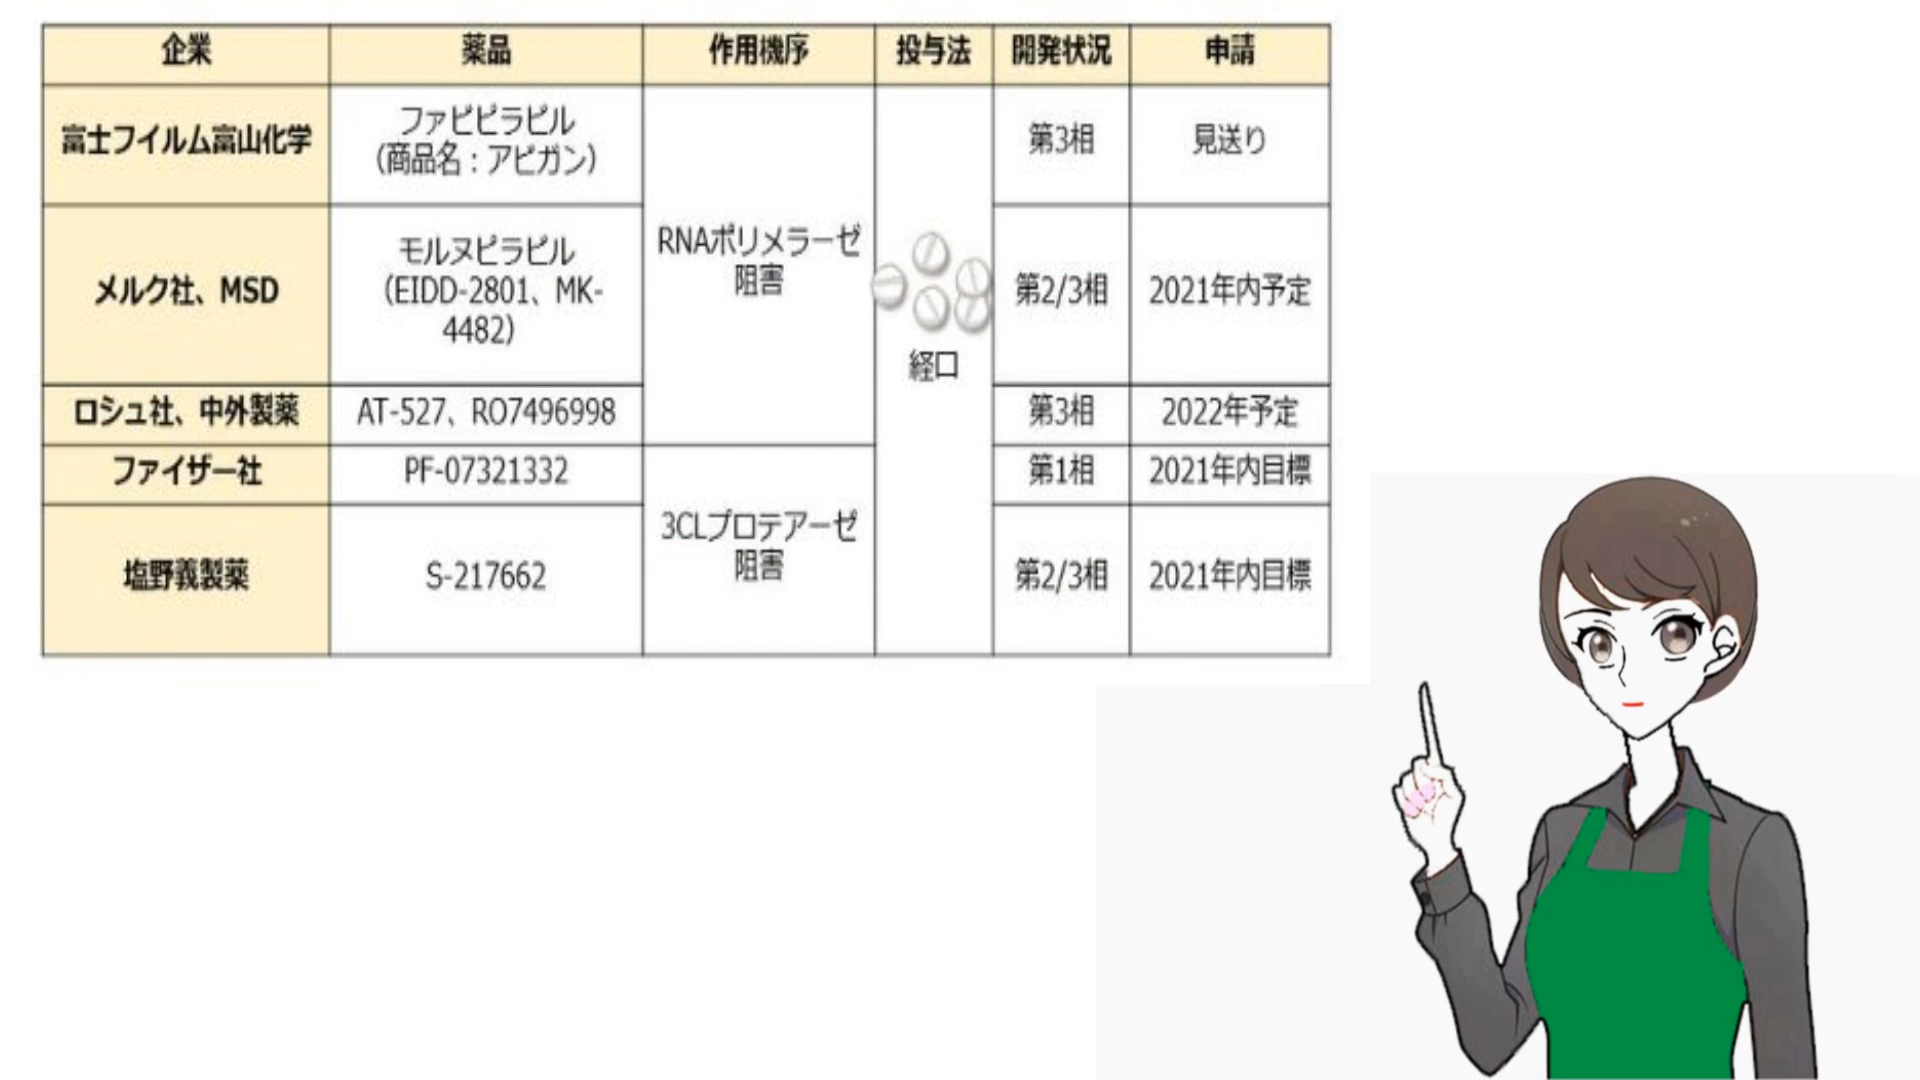 企業 薬品 作用機序 投与法 開発状況 申請
富士フイルム富山化学
ファビピラビル
(商品名：アビガン)
第3相
見送り
メルク社、MSD
モルヌピラビル
(EIDD-2801、MK-
4482)
RNAポリメラーゼ
阻害
経口
第2/3相
2021年内予定
ロシュ社、中外製薬
AT-527、RO7496998
第3相
2022年予定
ファイザー社
PF-07321332
第1相
2021年内目標
塩野義製薬
S-217662
3CLプロテアーゼ
阻害
第2/3相
2021年内目標